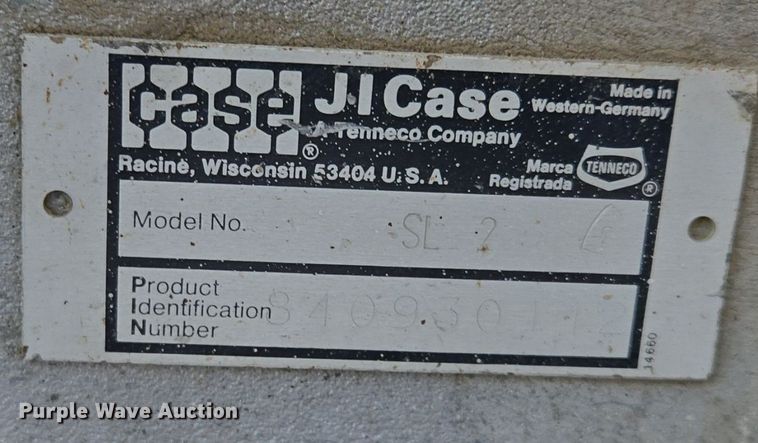 case
®
J I Case
A Tenneco Company
Made in
Western-Germany
Racine, Wisconsin 53404 U.S.A.
Marca
Registrada
TENNECO
®
Model No. SL 2
Product
Identification
Number
14660
Purple Wave Auction